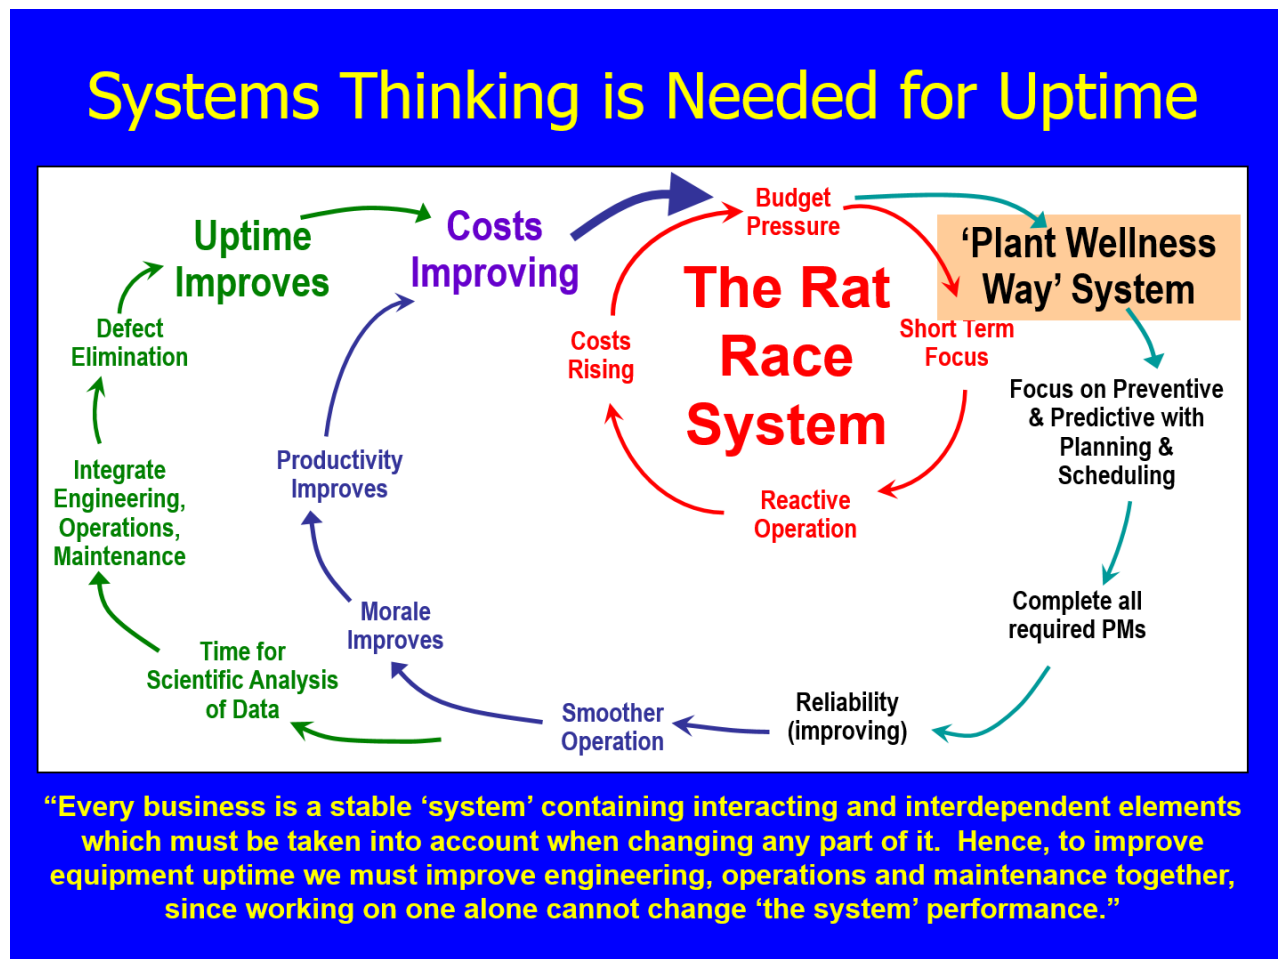 Systems Thinking is Needed for Uptime
Uptime
Improves
Costs
Improving
Budget
Pressure
‘Plant Wellness
Way’ System
The Rat
Race
System
Costs
Rising
Short Term
Focus
Reactive
Operation
Defect
Elimination
Focus on Preventive
& Predictive with
Planning &
Scheduling
Integrate
Engineering,
Operations,
Maintenance
Productivity
Improves
Complete all
required PMs
Morale
Improves
Time for
Scientific Analysis
of Data
Smoother
Operation
Reliability
(improving)
“Every business is a stable ‘system’ containing interacting and interdependent elements
which must be taken into account when changing any part of it.  Hence, to improve
equipment uptime we must improve engineering, operations and maintenance together,
since working on one alone cannot change ‘the system’ performance.”